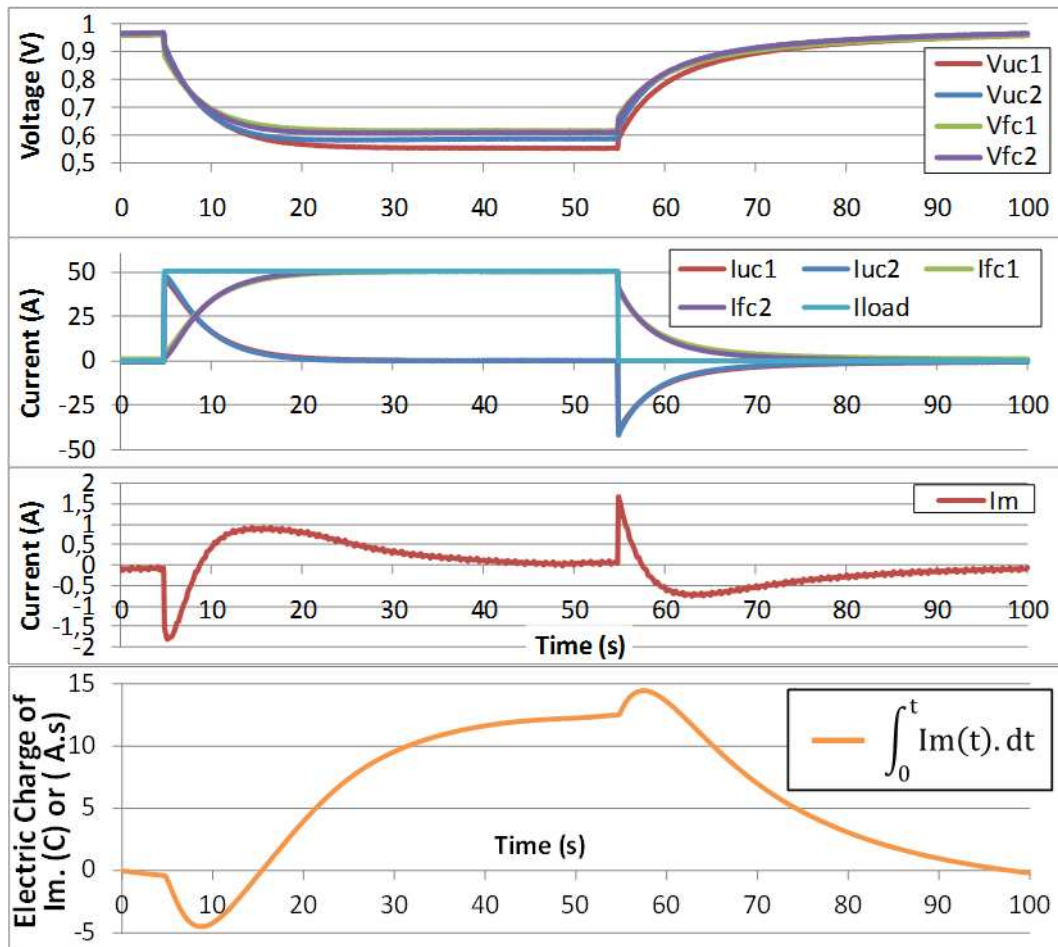 Voltage (V)
1
0,9
0,8
0,7
0,6
0,5
0 10 20 30 40 50 60 70 80 90 100
Vuc1
Vuc2
Vfc1
Vfc2
Current (A)
50
25
0
-25
-50
0 10 20 30 40 50 60 70 80 90 100
Iuc1 Iuc2 Ifc1
Ifc2 Iload
Current (A)
2
1,5
1
0,5
0
-0,5
-1
-1,5
-2
0 10 20 30 40 50 60 70 80 90 100
Im
Time (s)
Electric Charge of
Im. (C) or ( A.s)
15
10
5
0
-5
0 10 20 30 40 50 60 70 80 90 100
Time (s)
∫₀ᵗ Im(t). dt